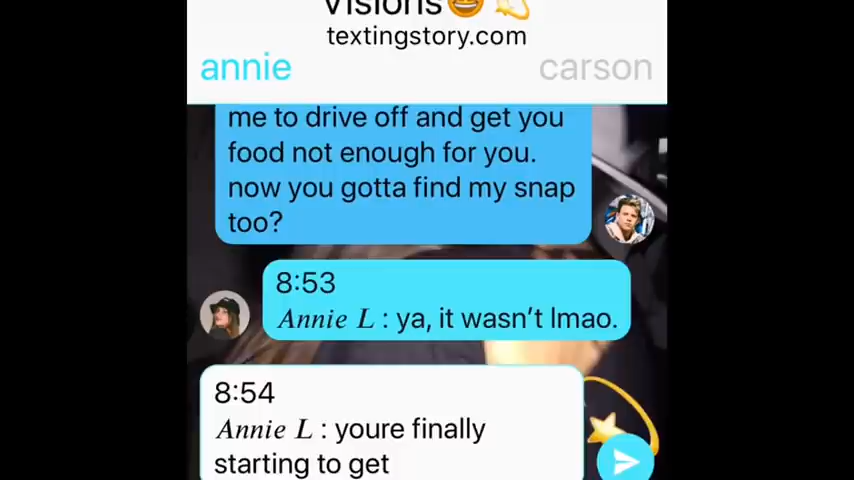 Visions🤩💫
textingstory.com
annie
carson
me to drive off and get you
food not enough for you.
now you gotta find my snap
too?
8:53
Annie L : ya, it wasn't lmao.
8:54
Annie L : youre finally
starting to get